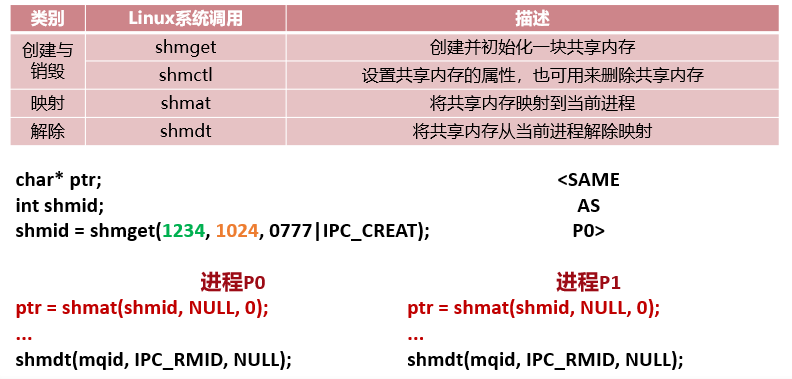 类别 Linux系统调用 描述
创建与销毁 shmget 创建并初始化一块共享内存
shmctl 设置共享内存的属性，也可用来删除共享内存
映射 shmat 将共享内存映射到当前进程
解除 shmdt 将共享内存从当前进程解除映射
char* ptr; <SAME
int shmid; AS
shmid = shmget(1234, 1024, 0777|IPC_CREAT); P0>
进程P0 进程P1
ptr = shmat(shmid, NULL, 0); ptr = shmat(shmid, NULL, 0);
... ...
shmdt(mqid, IPC_RMID, NULL); shmdt(mqid, IPC_RMID, NULL);